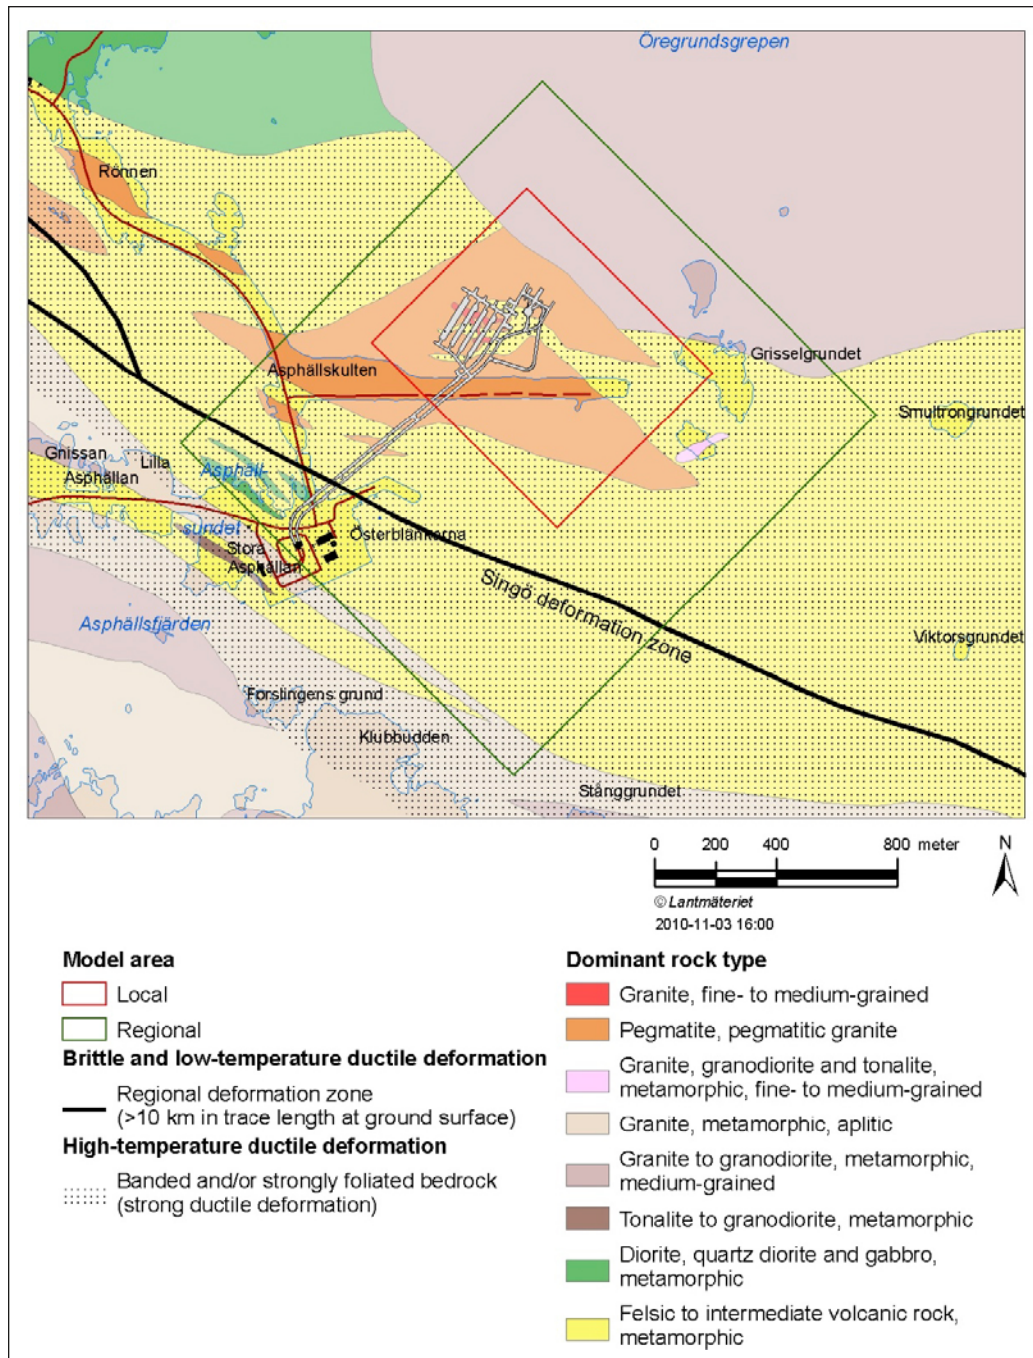 Öregrundsgrepen
Rönnen
Grisselgrundet
Asphällskulten
Smultrongrundet
Gnissan
Lilla
Asphäll-
Asphällan
sundet
Österblänkarna
Stora
Asphällan
Singö deformation zone
Asphällsfjärden
Viktorsgrundet
Forslingens grund
Klubbudden
Stånggrundet
0 200 400 800 meter
N
© Lantmäteriet
2010-11-03 16:00
Model area
Local
Regional
Brittle and low-temperature ductile deformation
Regional deformation zone
(>10 km in trace length at ground surface)
High-temperature ductile deformation
Banded and/or strongly foliated bedrock
(strong ductile deformation)
Dominant rock type
Granite, fine- to medium-grained
Pegmatite, pegmatitic granite
Granite, granodiorite and tonalite,
metamorphic, fine- to medium-grained
Granite, metamorphic, aplitic
Granite to granodiorite, metamorphic,
medium-grained
Tonalite to granodiorite, metamorphic
Diorite, quartz diorite and gabbro,
metamorphic
Felsic to intermediate volcanic rock,
metamorphic